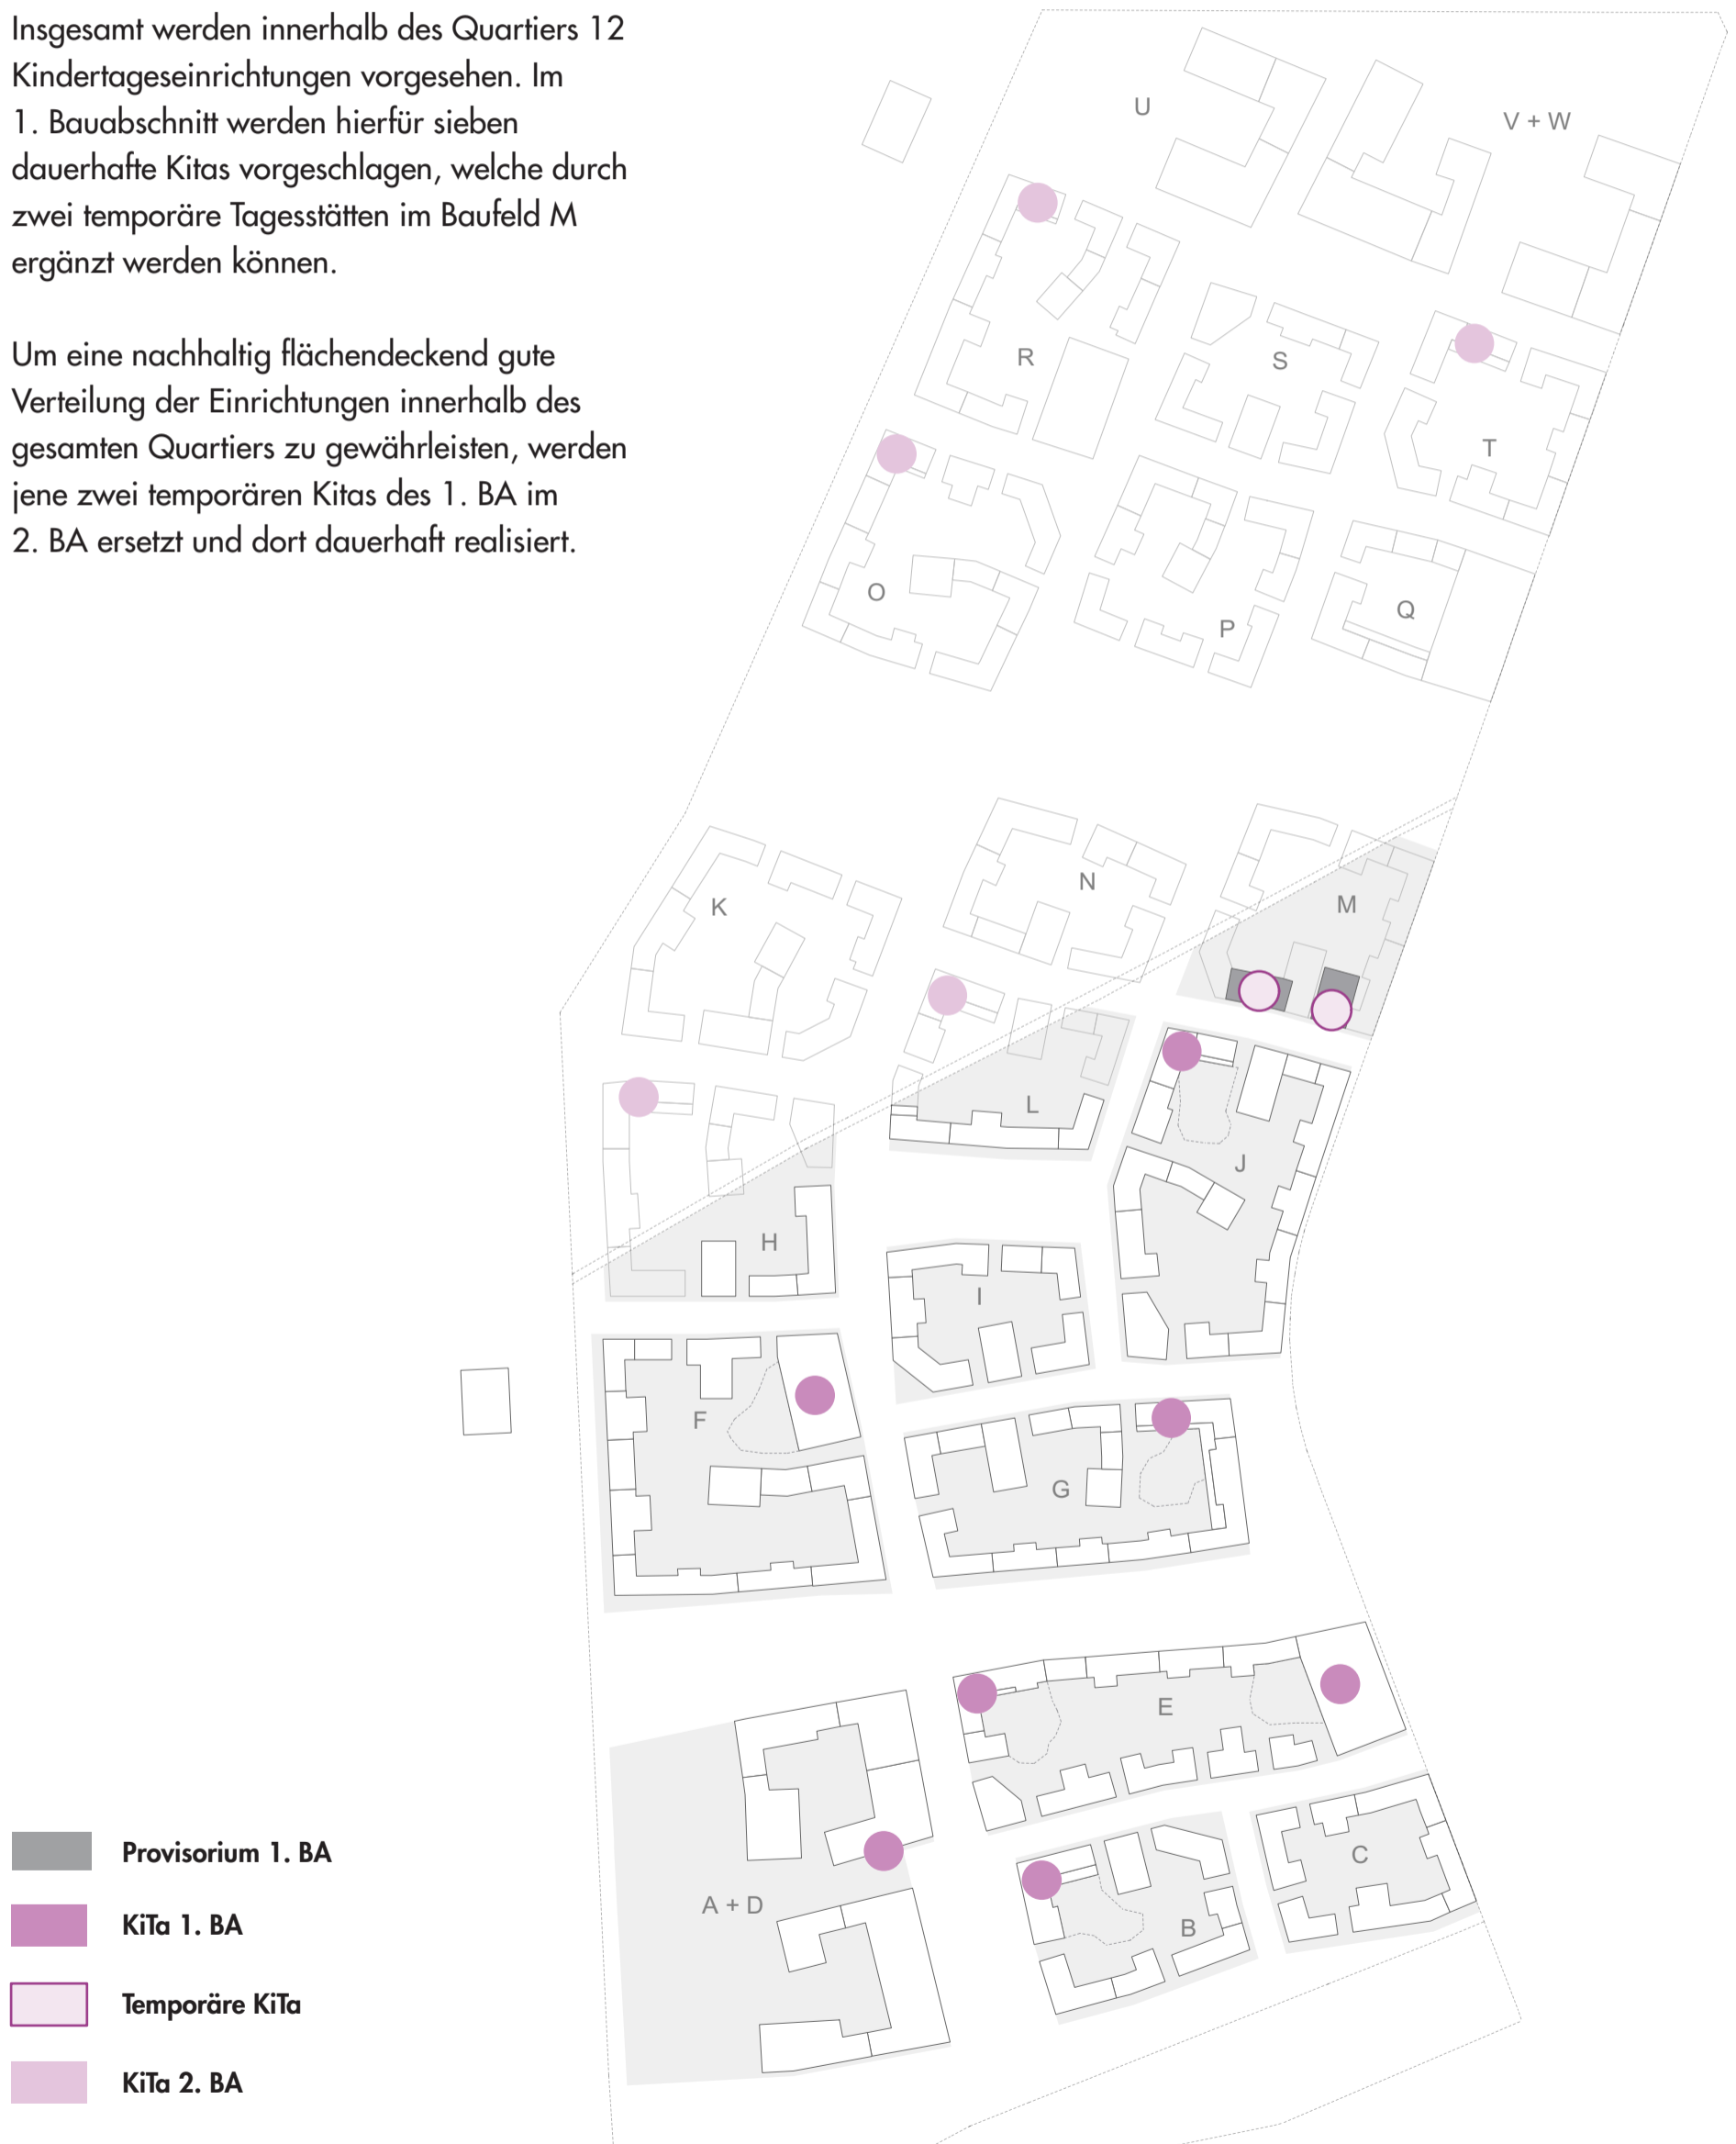 Insgesamt werden innerhalb des Quartiers 12
Kindertageseinrichtungen vorgesehen. Im
1. Bauabschnitt werden hierfür sieben
dauerhafte Kitas vorgeschlagen, welche durch
zwei temporäre Tagesstätten im Baufeld M
ergänzt werden können.
Um eine nachhaltig flächendeckend gute
Verteilung der Einrichtungen innerhalb des
gesamten Quartiers zu gewährleisten, werden
jene zwei temporären Kitas des 1. BA im
2. BA ersetzt und dort dauerhaft realisiert.
U
V + W
R
S
T
O
P
Q
K
N
M
L
J
H
I
F
G
E
A + D
B
C
Provisorium 1. BA
KiTa 1. BA
Temporäre KiTa
KiTa 2. BA